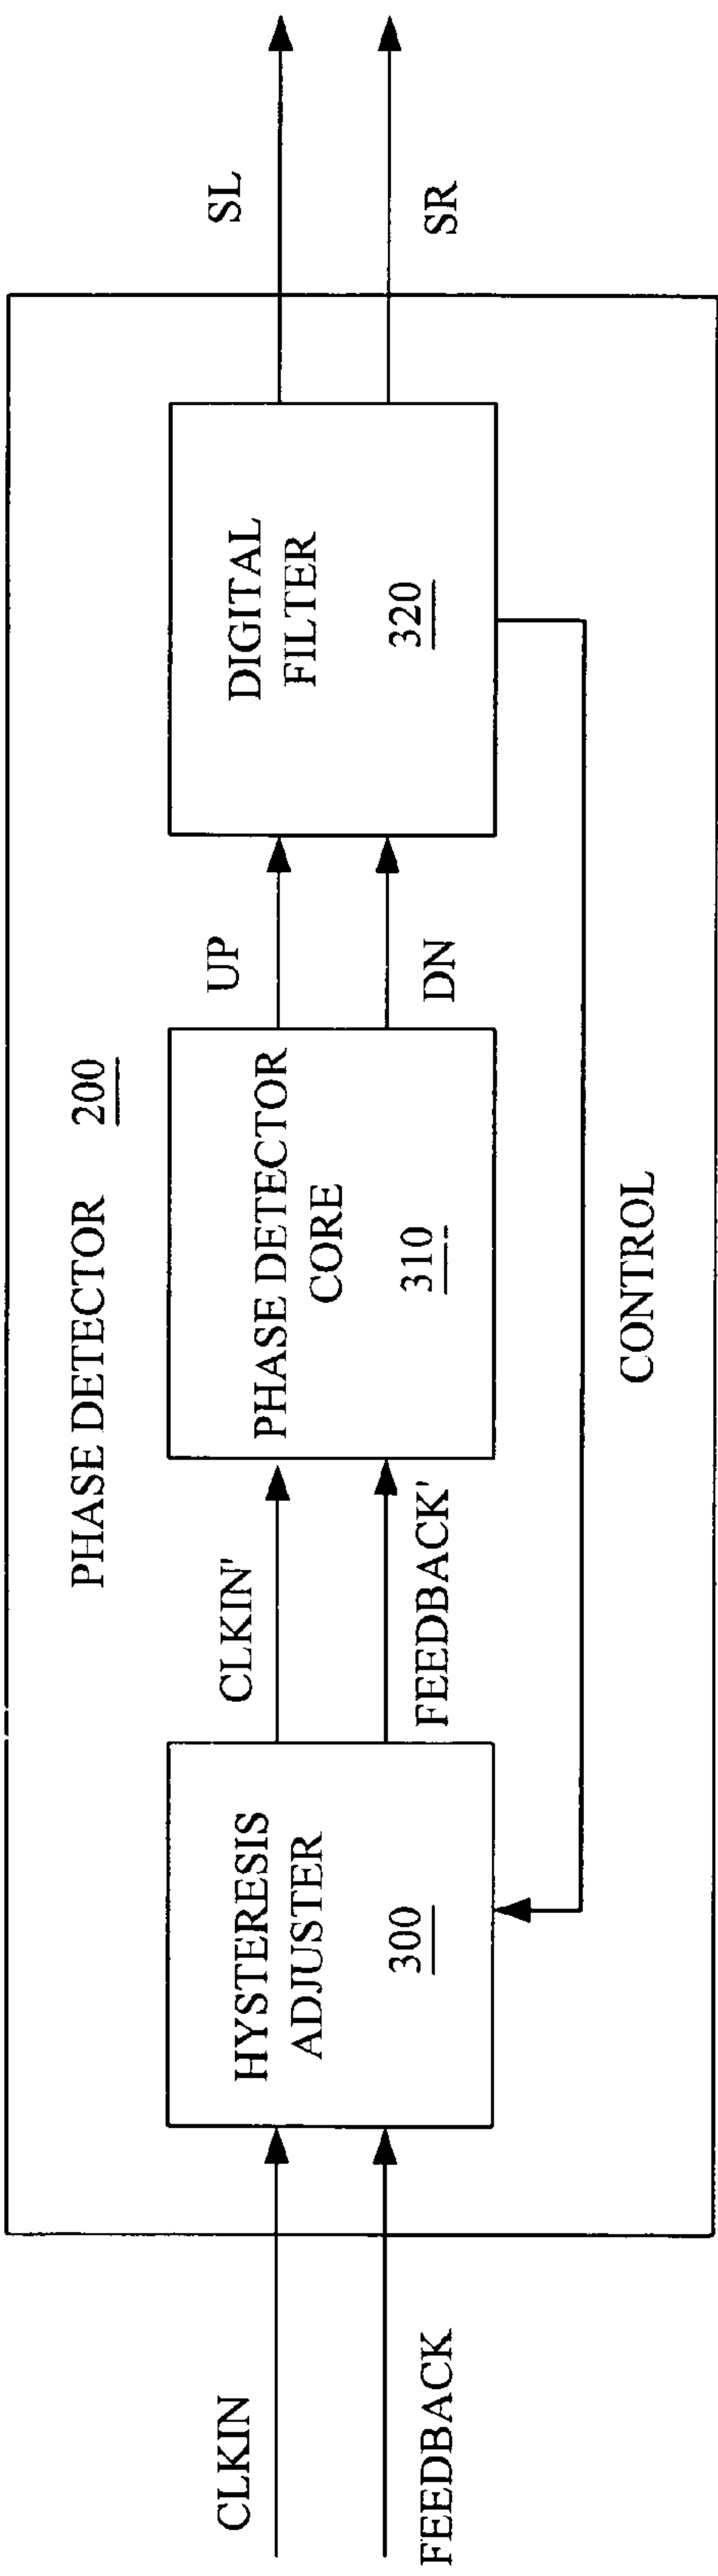 PHASE DETECTOR 200
CLKIN
FEEDBACK
HYSTERESIS
ADJUSTER
300
CLKIN'
FEEDBACK'
PHASE DETECTOR
CORE
310
UP
DN
DIGITAL
FILTER
320
SL
SR
CONTROL